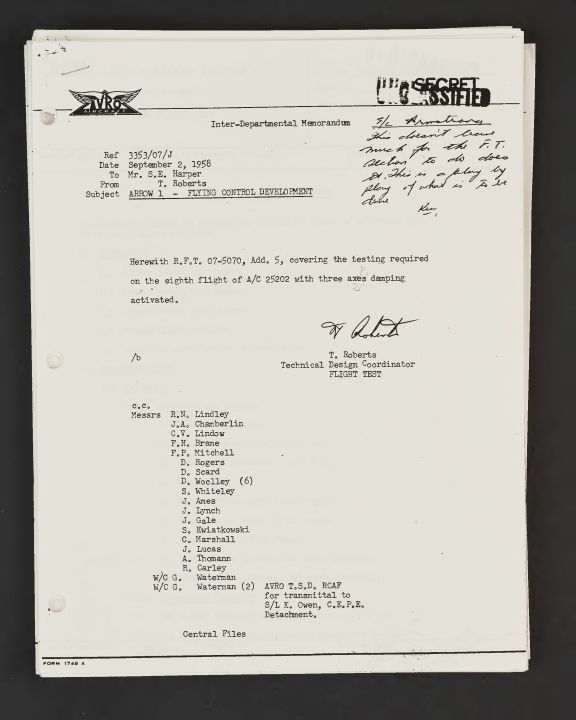 AVRO
AIRCRAFT
SECRET
UNCLASSIFIED
Inter-Departmental Memorandum
S/L Armstrong
This doesn't leave
much for the F.T.
section to do does
it. This is a play by
play of what is to be
done
Ken,
Ref 3353/07/J
Date September 2, 1958
To Mr. S.E. Harper
From T. Roberts
Subject ARROW 1 - FLYING CONTROL DEVELOPMENT
Herewith R.F.T. 07-5070, Add. 5, covering the testing required
on the eighth flight of A/C 25202 with three axes damping
activated.
T Roberts
/b
T. Roberts
Technical Design Coordinator
FLIGHT TEST
c.c.
Messrs R.N. Lindley
J.A. Chamberlin
C.V. Lindow
F.H. Brame
F.P. Mitchell
D. Rogers
D. Scard
D. Woolley (6)
S. Whiteley
J. Ames
J. Lynch
J. Gale
S. Kwiatkowski
C. Marshall
J. Lucas
A. Thomann
R. Carley
W/C G. Waterman
W/C G. Waterman (2) AVRO T.S.D. RCAF
for transmittal to
S/L K. Owen, C.E.P.E.
Detachment.
Central Files
FORM 1749 A